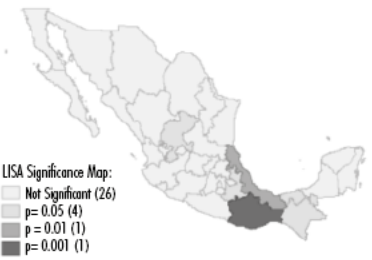 LISA Significance Map:
Not Significant (26)
p= 0.05 (4)
p = 0.01 (1)
p= 0.001 (1)